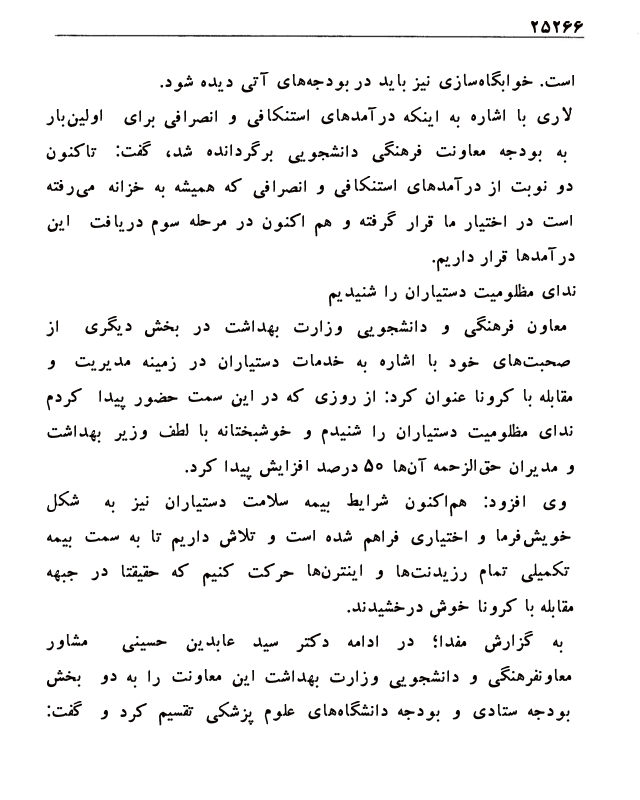 ۲۵۲۶۶
است. خوابگاه‌سازی نیز باید در بودجه‌های آتی دیده شود.
لاری با اشاره به اینکه درآمدهای استنکافی و انصرافی برای اولین‌بار
به بودجه معاونت فرهنگی دانشجویی برگردانده شد، گفت: تاکنون
دو نوبت از درآمدهای استنکافی و انصرافی که همیشه به خزانه می‌رفته
است در اختیار ما قرار گرفته و هم اکنون در مرحله سوم دریافت این
درآمدها قرار داریم.
ندای مظلومیت دستیاران را شنیدیم
معاون فرهنگی و دانشجویی وزارت بهداشت در بخش دیگری از
صحبت‌های خود با اشاره به خدمات دستیاران در زمینه مدیریت و
مقابله با کرونا عنوان کرد: از روزی که در این سمت حضور پیدا کردم
ندای مظلومیت دستیاران را شنیدم و خوشبختانه با لطف وزیر بهداشت
و مدیران حق‌الزحمه آن‌ها ۵۰ درصد افزایش پیدا کرد.
وی افزود: هم‌اکنون شرایط بیمه سلامت دستیاران نیز به شکل
خویش‌فرما و اختیاری فراهم شده است و تلاش داریم تا به سمت بیمه
تکمیلی تمام رزیدنت‌ها و اینترن‌ها حرکت کنیم که حقیقتا در جبهه
مقابله با کرونا خوش درخشیدند.
به گزارش مفدا؛ در ادامه دکتر سید عابدین حسینی مشاور
معاونفرهنگی و دانشجویی وزارت بهداشت این معاونت را به دو بخش
بودجه ستادی و بودجه دانشگاه‌های علوم پزشکی تقسیم کرد و گفت: